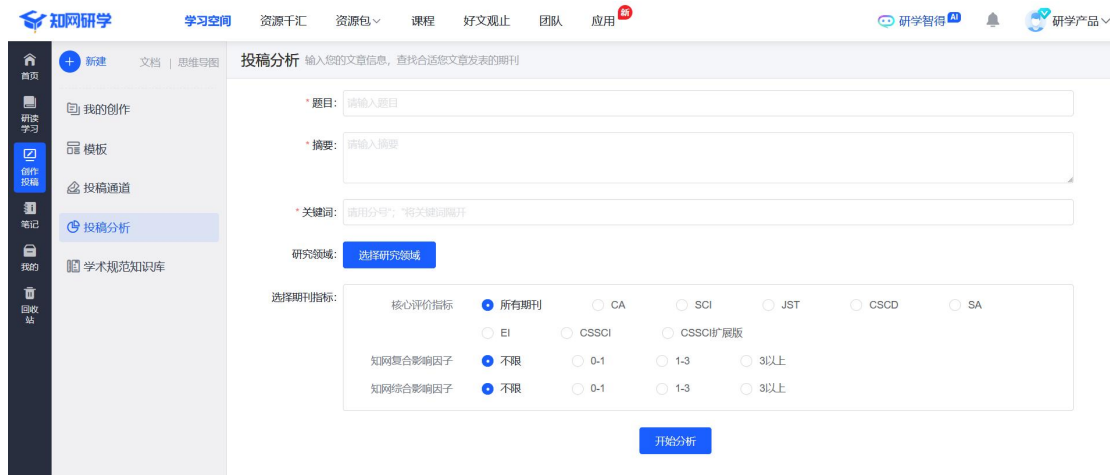 知网研学
学习空间 资源千汇 资源包 课程 好文观止 团队 应用 新
研学智得 AI 研学产品
首页
研读
学习
创作
投稿
笔记
我的
回收
站
新建 文档 | 思维导图
我的创作
模板
投稿通道
投稿分析
学术规范知识库
投稿分析 输入您的文章信息，查找合适您文章发表的期刊
* 题目： 请输入题目
* 摘要： 请输入摘要
* 关键词： 请用分号"；"将关键词隔开
研究领域： 选择研究领域
选择期刊指标：
核心评价指标 所有期刊 CA SCI JST CSCD SA
EI CSSCI CSSCI扩展版
知网复合影响因子 不限 0-1 1-3 3以上
知网综合影响因子 不限 0-1 1-3 3以上
开始分析